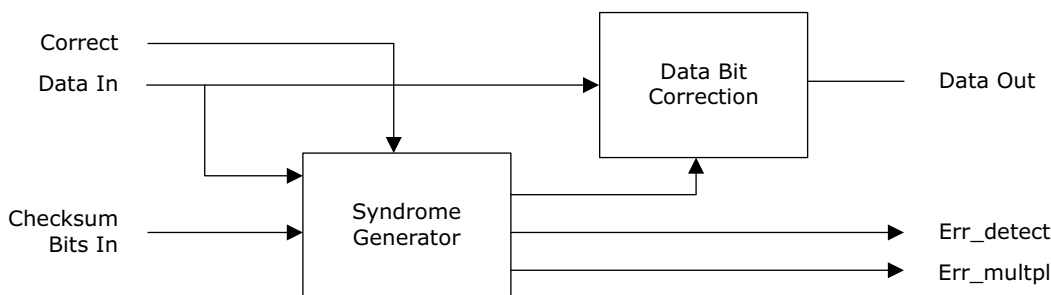 Correct
Data In
Data Bit
Correction
Data Out
Checksum
Bits In
Syndrome
Generator
Err_detect
Err_multpl